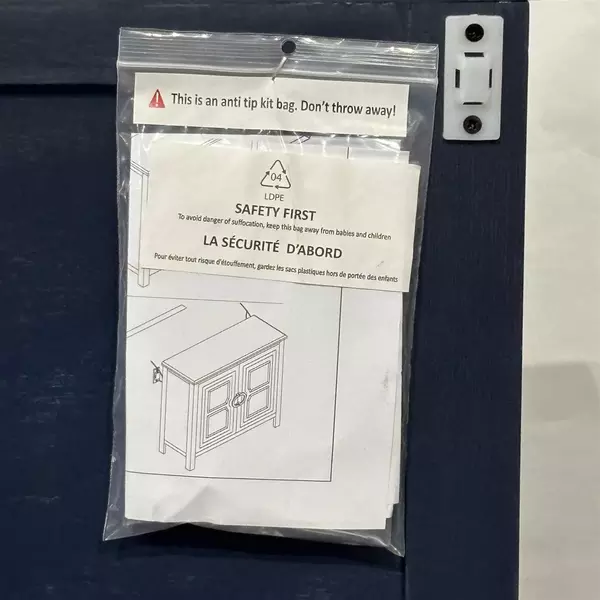 This is an anti tip kit bag. Don't throw away!
04
LDPE
SAFETY FIRST
To avoid danger of suffocation, keep this bag away from babies and children
LA SÉCURITÉ D'ABORD
Pour éviter tout risque d'étouffement, gardez les sacs plastiques hors de portée des enfants